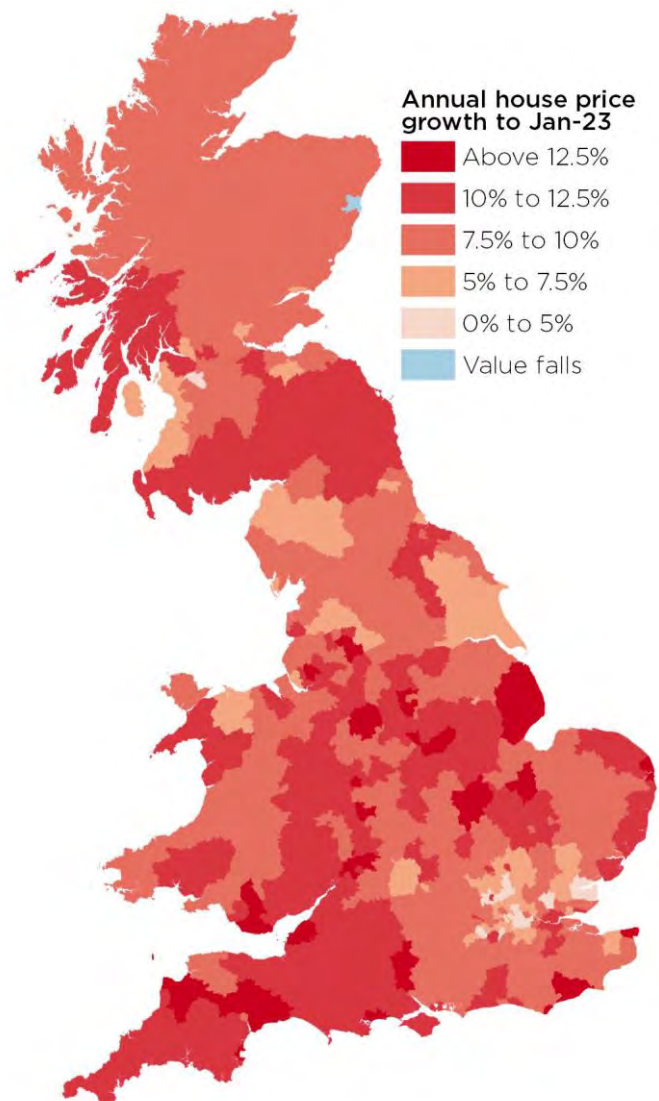 Annual house price
growth to Jan-23
Above 12.5%
10% to 12.5%
7.5% to 10%
5% to 7.5%
0% to 5%
Value falls